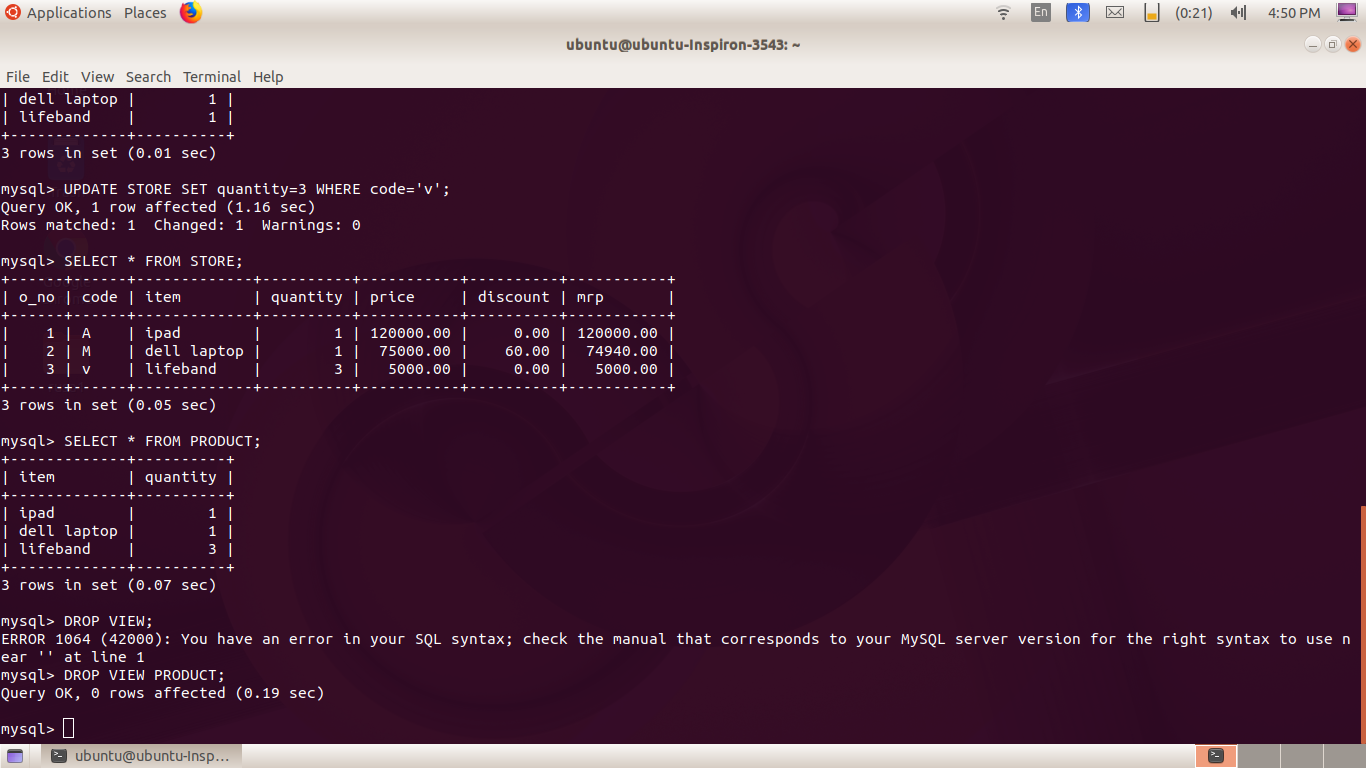 Applications Places En (0:21) 4:50 PM
ubuntu@ubuntu-Inspiron-3543: ~
File Edit View Search Terminal Help
| dell laptop |        1 |
| lifeband    |        1 |
+-------------+----------+
3 rows in set (0.01 sec)

mysql> UPDATE STORE SET quantity=3 WHERE code='v';
Query OK, 1 row affected (1.16 sec)
Rows matched: 1  Changed: 1  Warnings: 0

mysql> SELECT * FROM STORE;
+------+------+-------------+----------+-----------+----------+-----------+
| o_no | code | item        | quantity | price     | discount | mrp       |
+------+------+-------------+----------+-----------+----------+-----------+
|    1 | A    | ipad        |        1 | 120000.00 |     0.00 | 120000.00 |
|    2 | M    | dell laptop |        1 |  75000.00 |    60.00 |  74940.00 |
|    3 | v    | lifeband    |        3 |   5000.00 |     0.00 |   5000.00 |
+------+------+-------------+----------+-----------+----------+-----------+
3 rows in set (0.05 sec)

mysql> SELECT * FROM PRODUCT;
+-------------+----------+
| item        | quantity |
+-------------+----------+
| ipad        |        1 |
| dell laptop |        1 |
| lifeband    |        3 |
+-------------+----------+
3 rows in set (0.07 sec)

mysql> DROP VIEW;
ERROR 1064 (42000): You have an error in your SQL syntax; check the manual that corresponds to your MySQL server version for the right syntax to use n
ear '' at line 1
mysql> DROP VIEW PRODUCT;
Query OK, 0 rows affected (0.19 sec)

mysql>
ubuntu@ubuntu-Insp...